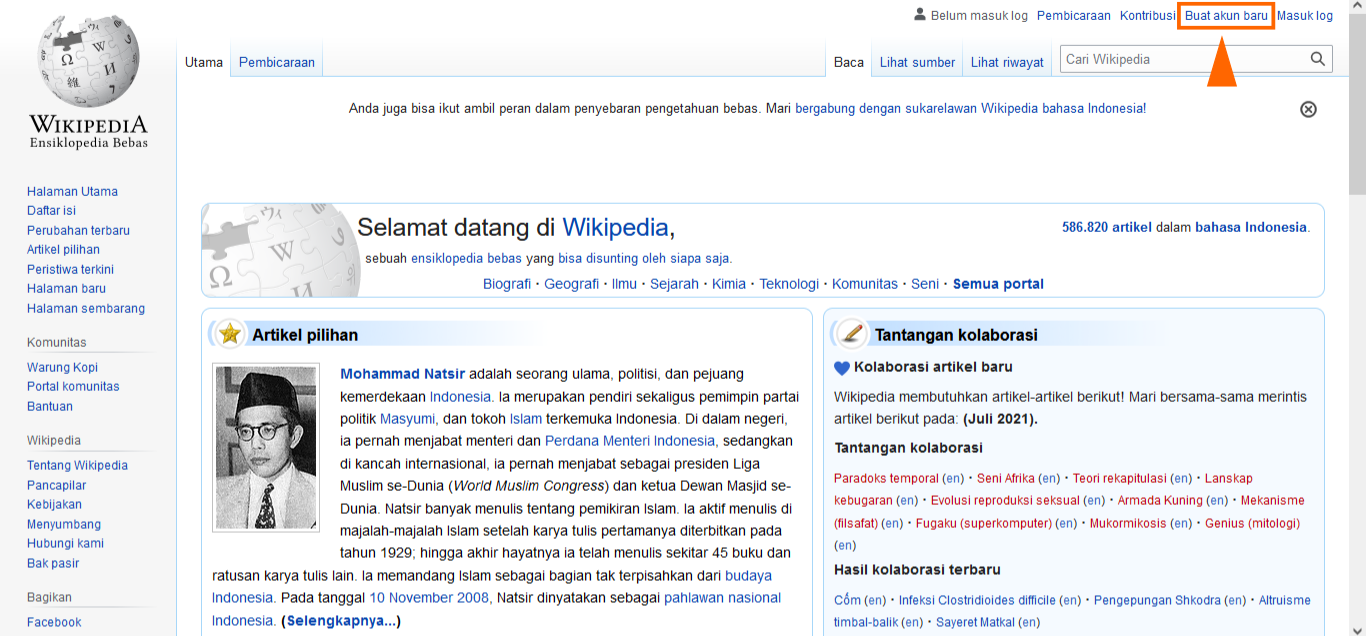 Belum masuk log Pembicaraan Kontribusi Buat akun baru Masuk log
WIKIPEDIA
Ensiklopedia Bebas
Utama Pembicaraan Baca Lihat sumber Lihat riwayat Cari Wikipedia
Anda juga bisa ikut ambil peran dalam penyebaran pengetahuan bebas. Mari bergabung dengan sukarelawan Wikipedia bahasa Indonesia!
Halaman Utama
Daftar isi
Perubahan terbaru
Artikel pilihan
Peristiwa terkini
Halaman baru
Halaman sembarang
Komunitas
Warung Kopi
Portal komunitas
Bantuan
Wikipedia
Tentang Wikipedia
Pancapilar
Kebijakan
Menyumbang
Hubungi kami
Bak pasir
Bagikan
Facebook
Selamat datang di Wikipedia,
sebuah ensiklopedia bebas yang bisa disunting oleh siapa saja.
586.820 artikel dalam bahasa Indonesia.
Biografi · Geografi · Ilmu · Sejarah · Kimia · Teknologi · Komunitas · Seni · Semua portal
Artikel pilihan
Mohammad Natsir adalah seorang ulama, politisi, dan pejuang
kemerdekaan Indonesia. Ia merupakan pendiri sekaligus pemimpin partai
politik Masyumi, dan tokoh Islam terkemuka Indonesia. Di dalam negeri,
ia pernah menjabat menteri dan Perdana Menteri Indonesia, sedangkan
di kancah internasional, ia pernah menjabat sebagai presiden Liga
Muslim se-Dunia (World Muslim Congress) dan ketua Dewan Masjid se-
Dunia. Natsir banyak menulis tentang pemikiran Islam. Ia aktif menulis di
majalah-majalah Islam setelah karya tulis pertamanya diterbitkan pada
tahun 1929; hingga akhir hayatnya ia telah menulis sekitar 45 buku dan
ratusan karya tulis lain. Ia memandang Islam sebagai bagian tak terpisahkan dari budaya
Indonesia. Pada tanggal 10 November 2008, Natsir dinyatakan sebagai pahlawan nasional
Indonesia. (Selengkapnya...)
Tantangan kolaborasi
Kolaborasi artikel baru
Wikipedia membutuhkan artikel-artikel berikut! Mari bersama-sama merintis
artikel berikut pada: (Juli 2021).
Tantangan kolaborasi
Paradoks temporal (en) · Seni Afrika (en) · Teori rekapitulasi (en) · Lanskap
kebugaran (en) · Evolusi reproduksi seksual (en) · Armada Kuning (en) · Mekanisme
(filsafat) (en) · Fugaku (superkomputer) (en) · Mukormikosis (en) · Genius (mitologi)
(en)
Hasil kolaborasi terbaru
Cốm (en) · Infeksi Clostridioides difficile (en) · Pengepungan Shkodra (en) · Altruisme
timbal-balik (en) · Sayeret Matkal (en)